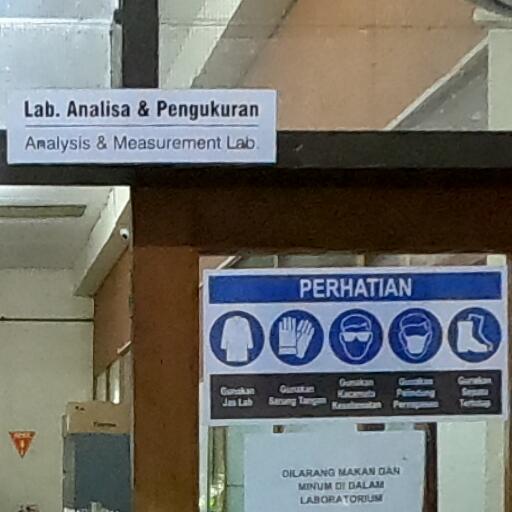 Lab. Analisa & Pengukuran
Analysis & Measurement Lab.
PERHATIAN
Gunakan
Jas Lab
Gunakan
Sarung Tangan
Gunakan
Kacamata
Keselamatan
Gunakan
Pelindung
Pernapasan
Gunakan
Sepatu
Tertutup
DILARANG MAKAN DAN
MINUM DI DALAM
LABORATORIUM